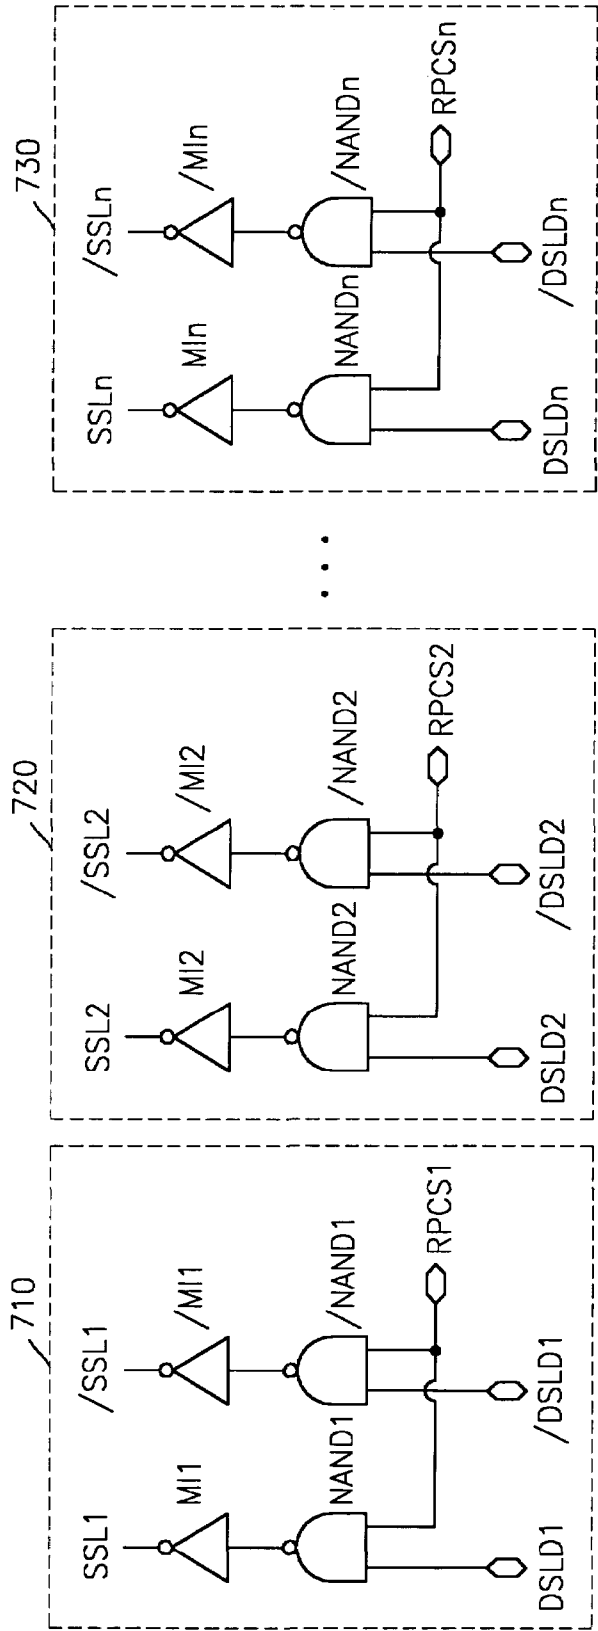 710
SSL1
/SSL1
MI1
/MI1
NAND1
/NAND1
RPCS1
DSLD1
/DSLD1
720
SSL2
/SSL2
MI2
/MI2
NAND2
/NAND2
RPCS2
DSLD2
/DSLD2
...
730
SSLn
/SSLn
MIn
/MIn
NANDn
/NANDn
RPCSn
DSLDn
/DSLDn